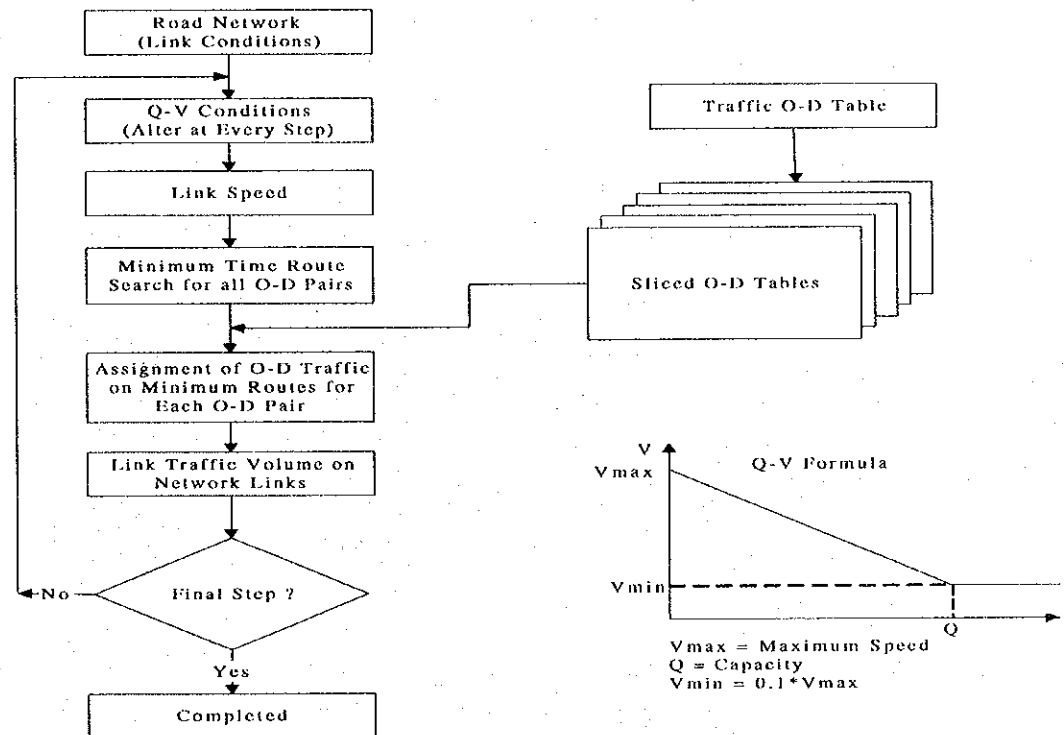 Road Network
(Link Conditions)
Q-V Conditions
(Alter at Every Step)
Link Speed
Minimum Time Route
Search for all O-D Pairs
Assignment of O-D Traffic
on Minimum Routes for
Each O-D Pair
Link Traffic Volume on
Network Links
Final Step ?
No
Yes
Completed
Traffic O-D Table
Sliced O-D Tables
V
Vmax
Q-V Formula
Vmin
Q
Vmax = Maximum Speed
Q = Capacity
Vmin = 0.1*Vmax